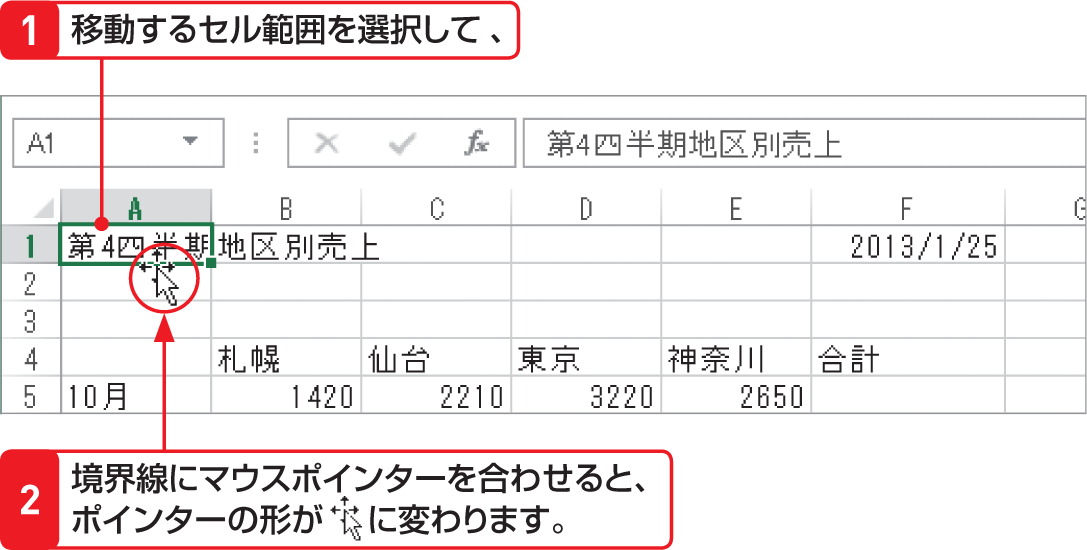 1 移動するセル範囲を選択して、
A1 fx 第4四半期地区別売上
A B C D E F G
1 第4四半期地区別売上 2013/1/25
2
3
4 札幌 仙台 東京 神奈川 合計
5 10月 1420 2210 3220 2650
2 境界線にマウスポインターを合わせると、
ポインターの形が に変わります。